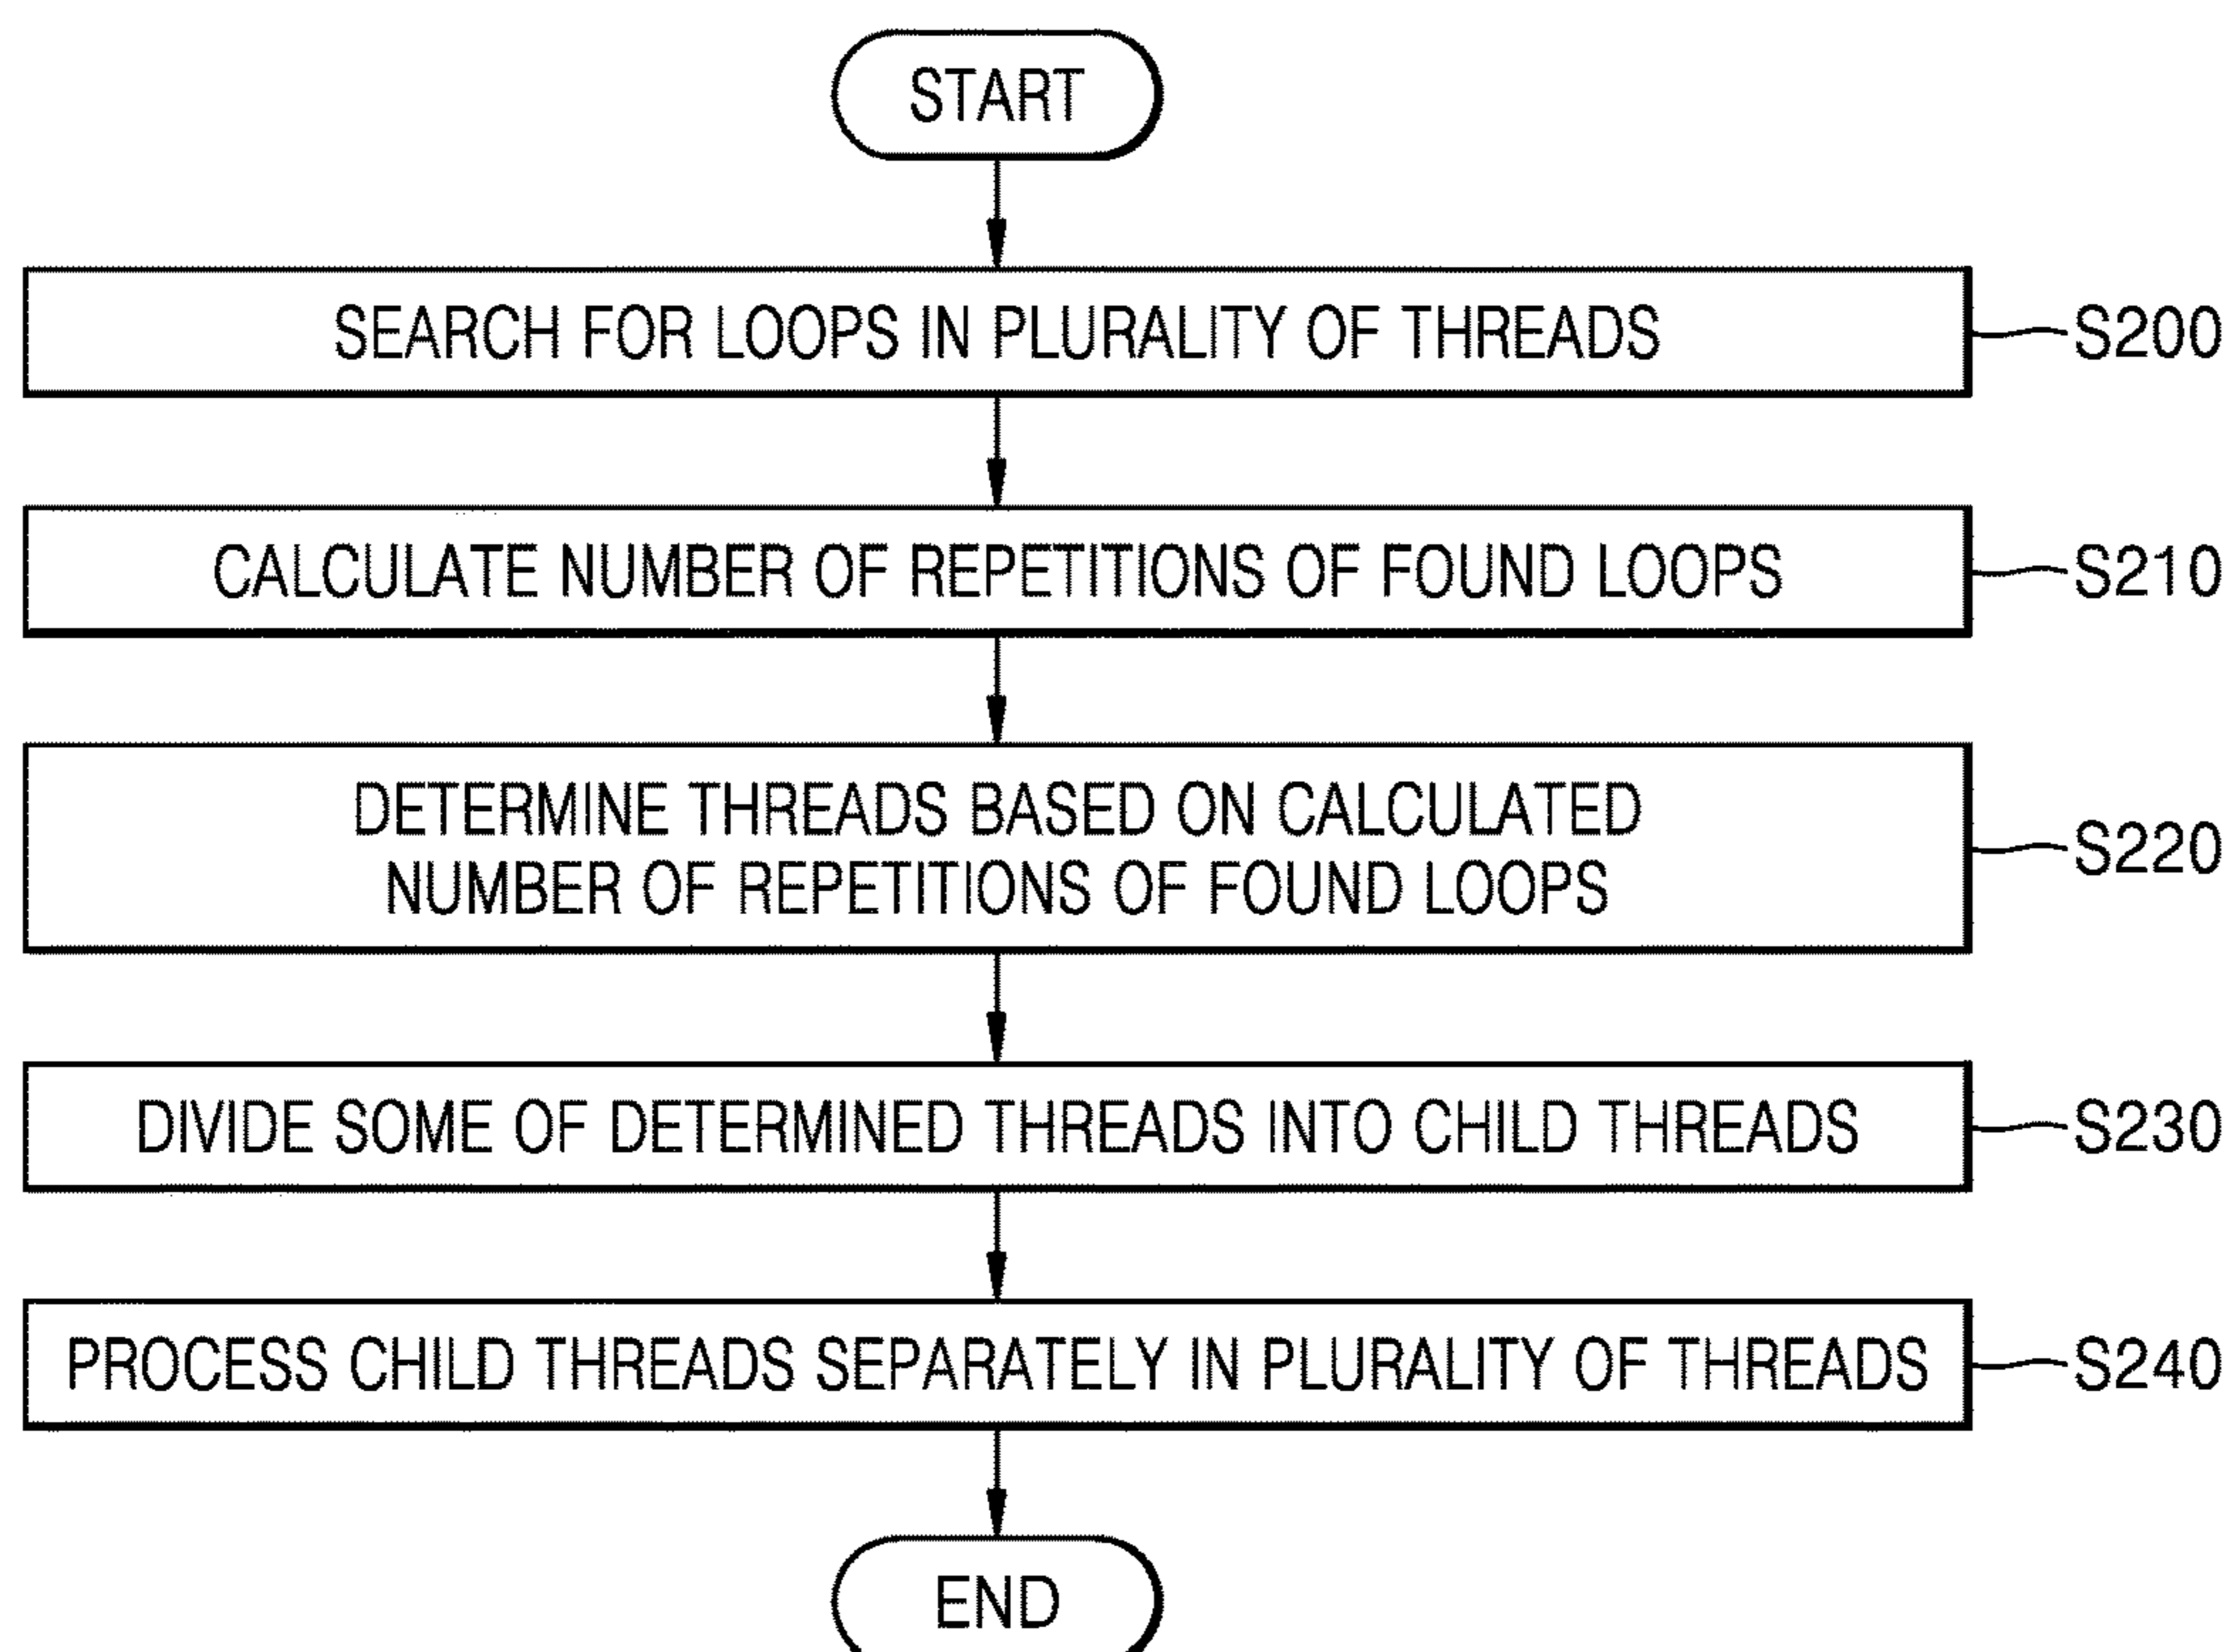 START
SEARCH FOR LOOPS IN PLURALITY OF THREADS
S200
CALCULATE NUMBER OF REPETITIONS OF FOUND LOOPS
S210
DETERMINE THREADS BASED ON CALCULATED
NUMBER OF REPETITIONS OF FOUND LOOPS
S220
DIVIDE SOME OF DETERMINED THREADS INTO CHILD THREADS
S230
PROCESS CHILD THREADS SEPARATELY IN PLURALITY OF THREADS
S240
END